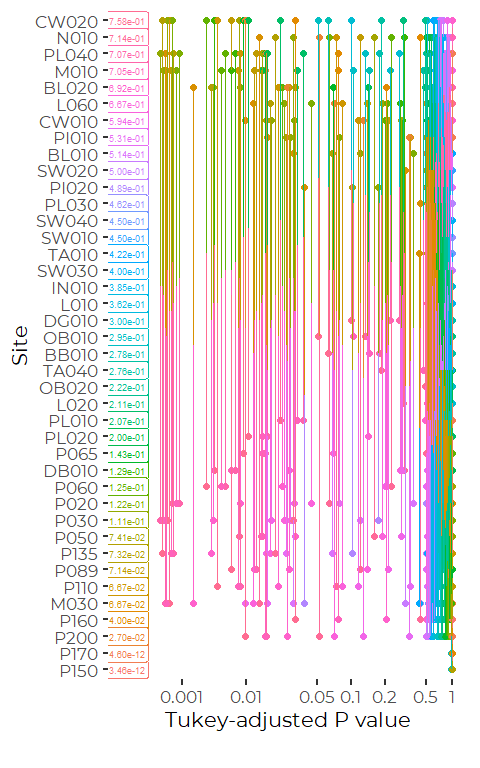 CW020 7.58e-01
N010 7.14e-01
PL040 7.07e-01
M010 7.05e-01
BL020 6.92e-01
L060 6.67e-01
CW010 5.94e-01
PI010 5.31e-01
BL010 5.14e-01
SW020 5.00e-01
PI020 4.89e-01
PL030 4.62e-01
SW040 4.50e-01
SW010 4.50e-01
TA010 4.22e-01
SW030 4.00e-01
IN010 3.85e-01
L010 3.62e-01
DG010 3.00e-01
OB010 2.95e-01
BB010 2.78e-01
TA040 2.76e-01
OB020 2.22e-01
L020 2.11e-01
PL010 2.07e-01
PL020 2.00e-01
P065 1.43e-01
DB010 1.29e-01
P060 1.25e-01
P020 1.22e-01
P030 1.11e-01
P050 7.41e-02
P135 7.32e-02
P089 7.14e-02
P110 6.67e-02
M030 6.67e-02
P160 4.00e-02
P200 2.70e-02
P170 4.60e-12
P150 3.46e-12
Site
0.001 0.01 0.05 0.1 0.2 0.5 1
Tukey-adjusted P value